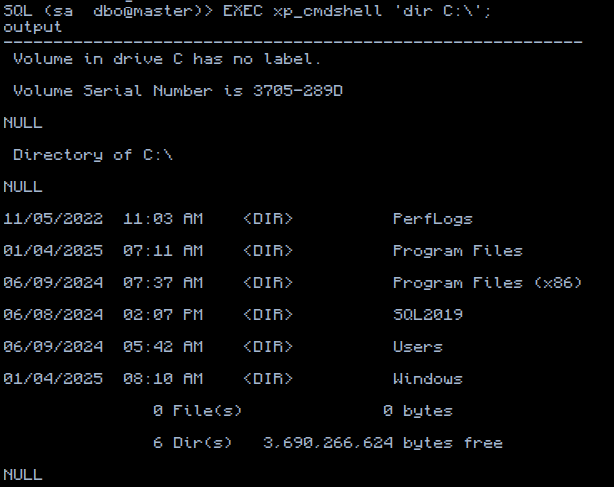 SQL (sa  dbo@master)> EXEC xp_cmdshell 'dir C:\';
output
----------------------------------------------------------
 Volume in drive C has no label.
 Volume Serial Number is 3705-289D
NULL
 Directory of C:\
NULL
11/05/2022  11:03 AM    <DIR>          PerfLogs
01/04/2025  07:11 AM    <DIR>          Program Files
06/09/2024  07:37 AM    <DIR>          Program Files (x86)
06/08/2024  02:07 PM    <DIR>          SQL2019
06/09/2024  05:42 AM    <DIR>          Users
01/04/2025  08:10 AM    <DIR>          Windows
               0 File(s)              0 bytes
               6 Dir(s)   3,690,266,624 bytes free
NULL